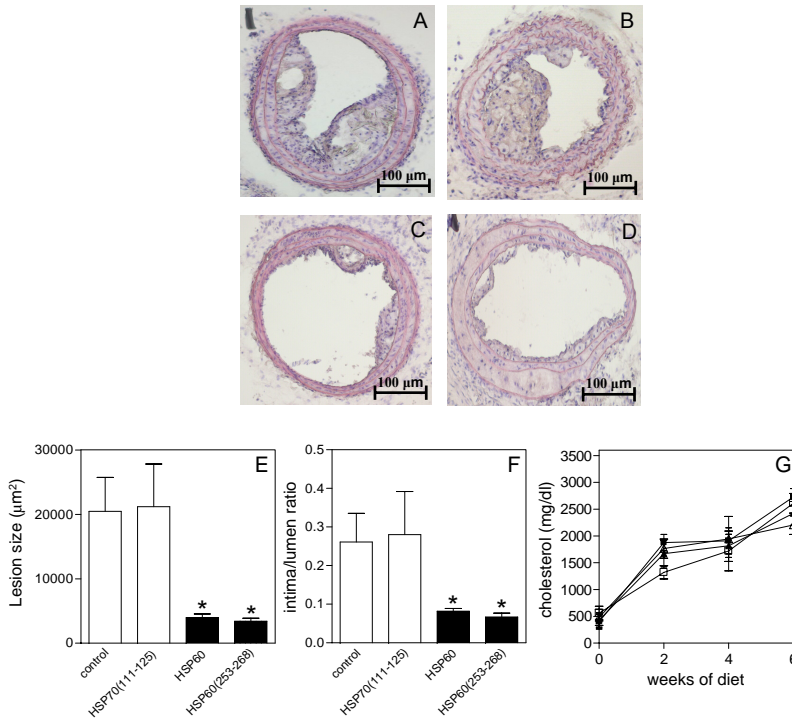 A
100 µm
B
100 µm
C
100 µm
D
100 µm
E
Lesion size (µm²)
30000
20000
10000
0
control
HSP70(111-125)
HSP60
HSP60(253-268)
*
*
F
intima/lumen ratio
0.5
0.4
0.3
0.2
0.1
0.0
control
HSP70(111-125)
HSP60
HSP60(253-268)
*
*
G
cholesterol (mg/dl)
3500
3000
2500
2000
1500
1000
500
0
0 2 4 6
weeks of diet